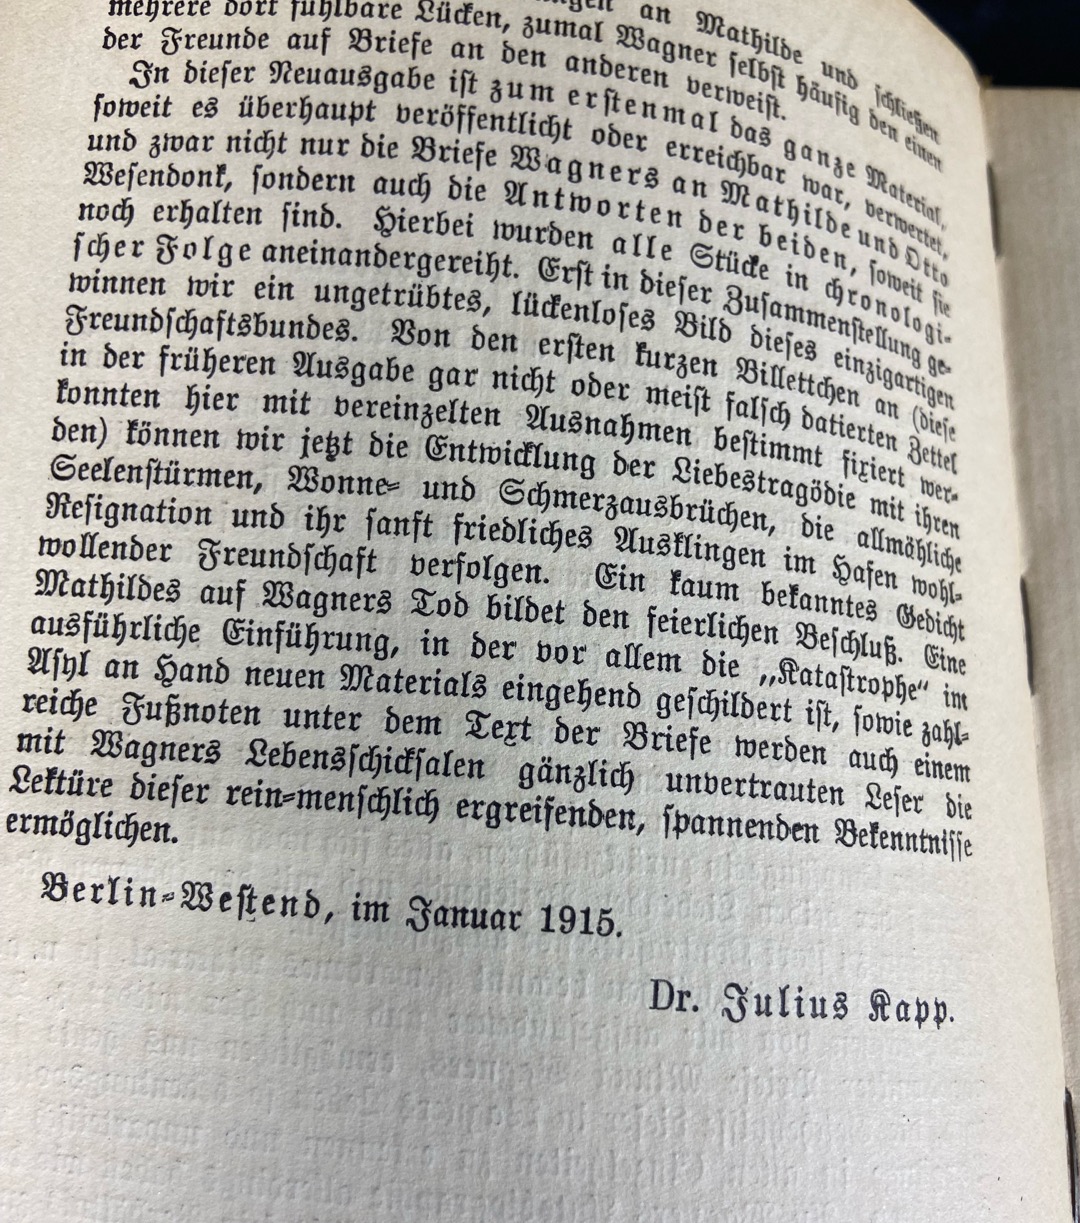 an Mathilde und schließen
mehrere dort fühlbare Lücken, zumal Wagner selbst häufig den einen
der Freunde auf Briefe an den anderen verweist.
In dieser Neuausgabe ist zum erstenmal das ganze Material,
soweit es überhaupt veröffentlicht oder erreichbar war, verwertet,
und zwar nicht nur die Briefe Wagners an Mathilde und Otto
Wesendonk, sondern auch die Antworten der beiden, soweit sie
noch erhalten sind. Hierbei wurden alle Stücke in chronologi-
scher Folge aneinandergereiht. Erst in dieser Zusammenstellung ge-
winnen wir ein ungetrübtes, lückenloses Bild dieses einzigartigen
Freundschaftsbundes. Von den ersten kurzen Billettchen an (diese
in der früheren Ausgabe gar nicht oder meist falsch datierten Zettel
konnten hier mit vereinzelten Ausnahmen bestimmt fixiert wer-
den) können wir jetzt die Entwicklung der Liebestragödie mit ihren
Seelenstürmen, Wonne- und Schmerzausbrüchen, die allmähliche
Resignation und ihr sanft friedliches Ausklingen im Hafen wohl-
wollender Freundschaft verfolgen. Ein kaum bekanntes Gedicht
Mathildes auf Wagners Tod bildet den feierlichen Beschluß. Eine
ausführliche Einführung, in der vor allem die „Katastrophe“ im
Asyl an Hand neuen Materials eingehend geschildert ist, sowie zahl-
reiche Fußnoten unter dem Text der Briefe werden auch einem
mit Wagners Lebensschicksalen gänzlich unvertrauten Leser die
Lektüre dieser rein-menschlich ergreifenden, spannenden Bekenntnisse
ermöglichen.
Berlin-Westend, im Januar 1915.
Dr. Julius Kapp.